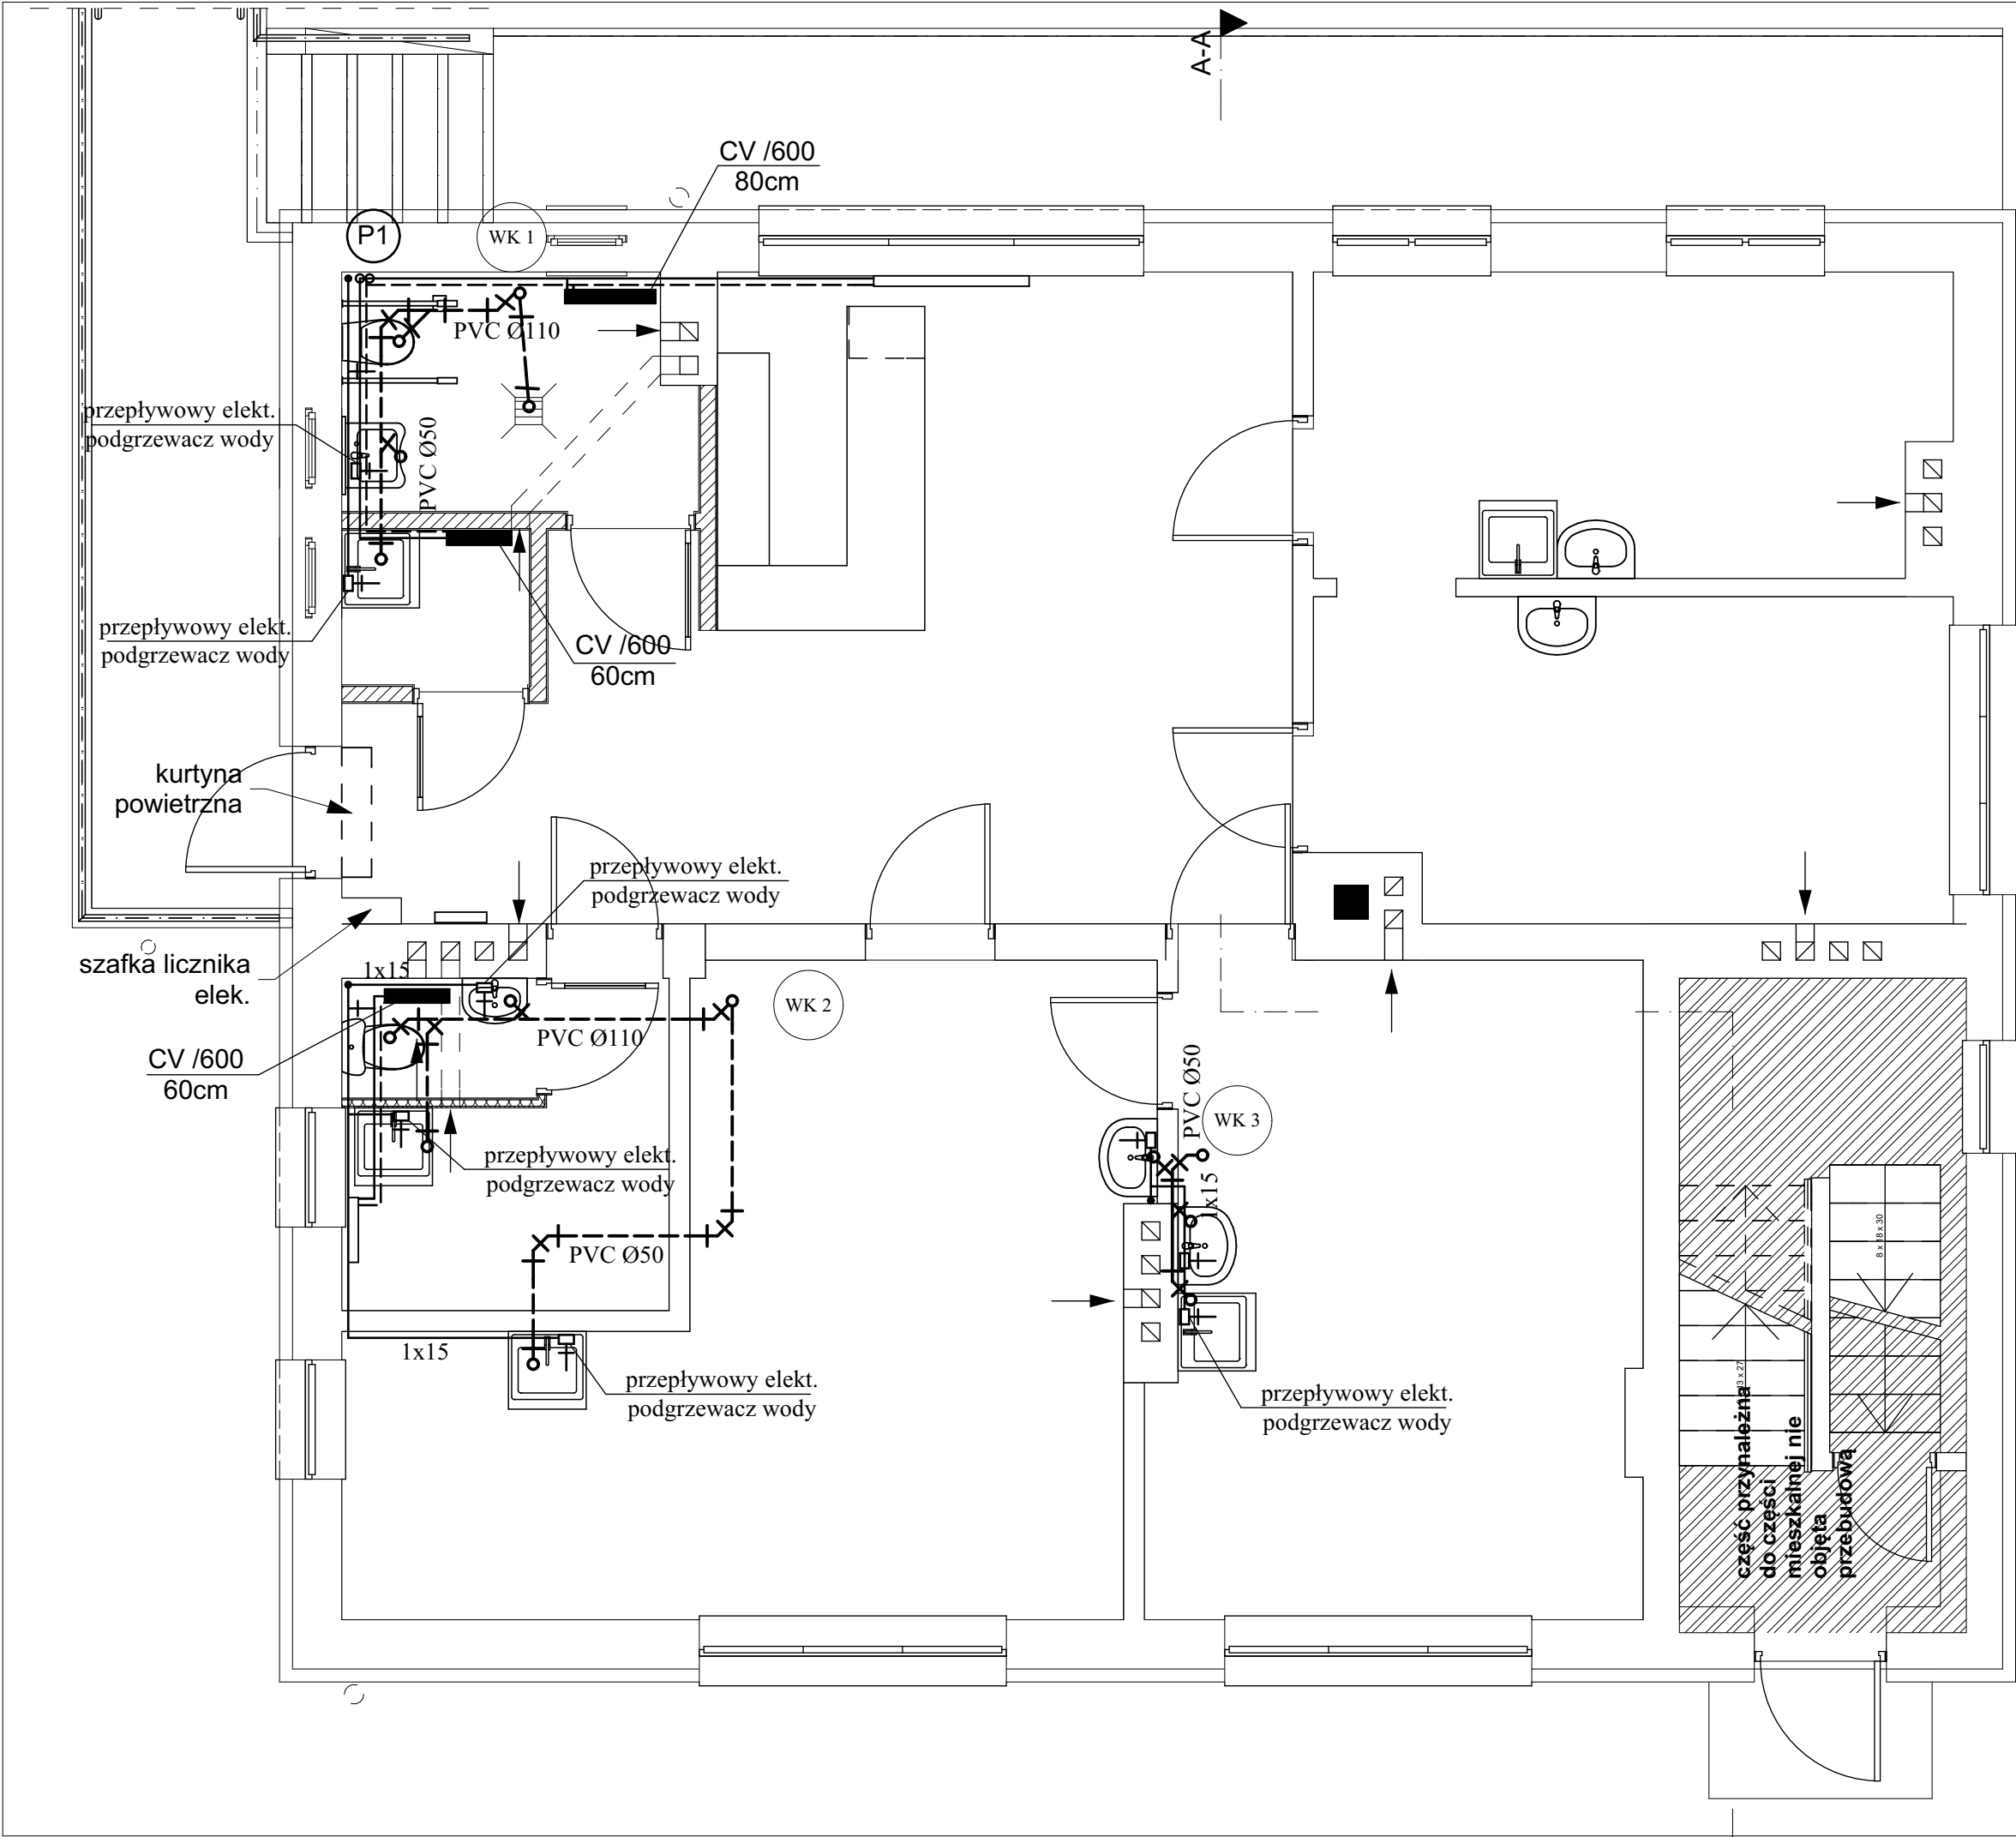 A-A
CV /600
80cm
P1
WK 1
PVC Ø110
przepływowy elekt.
podgrzewacz wody
PVC Ø50
przepływowy elekt.
podgrzewacz wody
CV /600
60cm
kurtyna
powietrzna
przepływowy elekt.
podgrzewacz wody
szafka licznika
elek.
1x15
WK 2
PVC Ø110
CV /600
60cm
PVC Ø50
WK 3
przepływowy elekt.
podgrzewacz wody
1x15
PVC Ø50
8 x 18 x 30
1x15
przepływowy elekt.
podgrzewacz wody
przepływowy elekt.
podgrzewacz wody
część przynależna
do części
mieszkalnej nie
objęta
przebudową